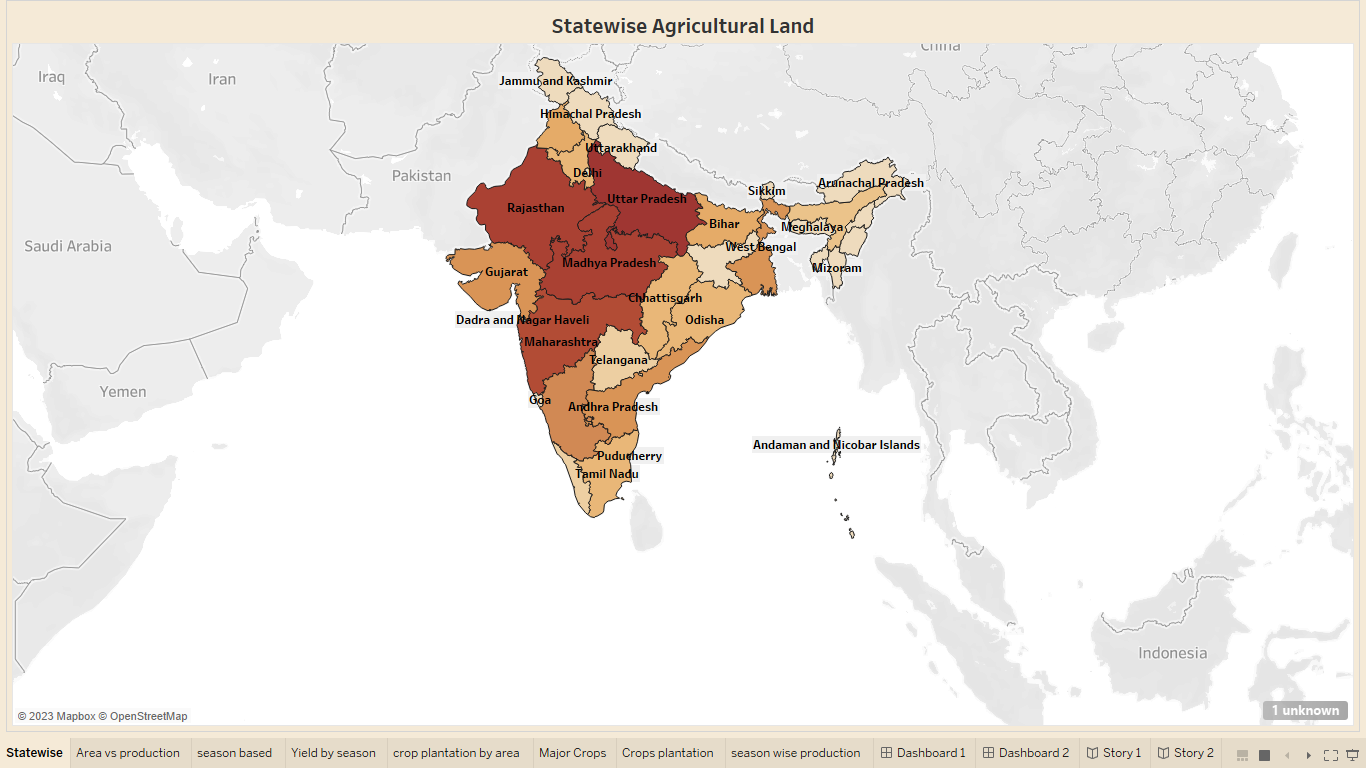 Statewise Agricultural Land
China
Iraq
Iran
Jammu and Kashmir
Himachal Pradesh
Uttarakhand
Pakistan
Delhi
Sikkim
Arunachal Pradesh
Uttar Pradesh
Rajasthan
Bihar
Meghalaya
Saudi Arabia
West Bengal
Madhya Pradesh
Mizoram
Gujarat
Chhattisgarh
Dadra and Nagar Haveli
Odisha
Maharashtra
Telangana
Yemen
Goa
Andhra Pradesh
Andaman and Nicobar Islands
Puducherry
Tamil Nadu
Indonesia
1 unknown
© 2023 Mapbox © OpenStreetMap
Statewise Area vs production season based Yield by season crop plantation by area Major Crops Crops plantation season wise production Dashboard 1 Dashboard 2 Story 1 Story 2